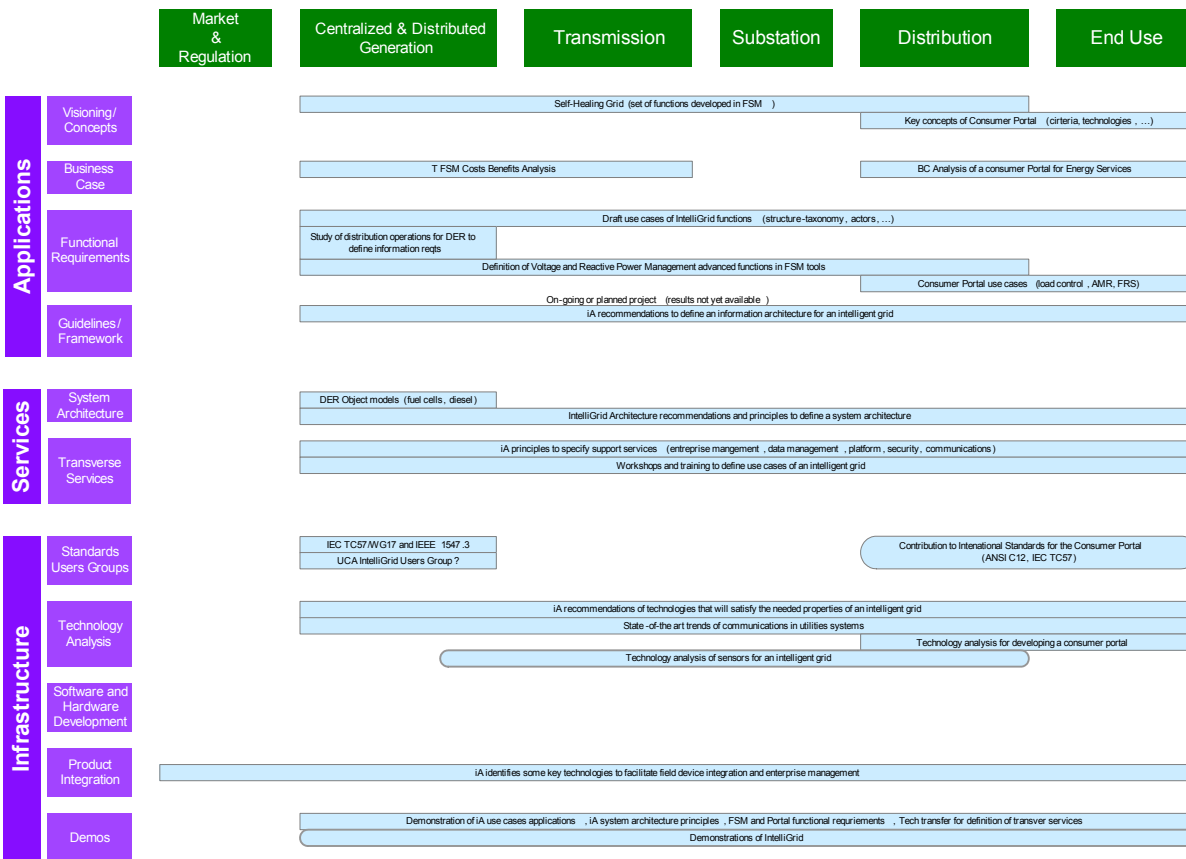 Market
&
Regulation
Centralized & Distributed
Generation
Transmission
Substation
Distribution
End Use
Applications
Visioning/
Concepts
Self-Healing Grid (set of functions developed in FSM )
Key concepts of Consumer Portal (cirteria, technologies , …)
Business
Case
T FSM Costs Benefits Analysis
BC Analysis of a consumer Portal for Energy Services
Functional
Requirements
Draft use cases of IntelliGrid functions (structure-taxonomy, actors, …)
Study of distribution operations for DER to
define information reqts
Definition of Voltage and Reactive Power Management advanced functions in FSM tools
Consumer Portal use cases (load control , AMR, FRS)
Guidelines/
Framework
On-going or planned project (results not yet available )
iA recommendations to define an information architecture for an intelligent grid
Services
System
Architecture
DER Object models (fuel cells, diesel)
IntelliGrid Architecture recommendations and principles to define a system architecture
Transverse
Services
iA principles to specify support services (entreprise mangement , data management , platform, security, communications)
Workshops and training to define use cases of an intelligent grid
Infrastructure
Standards
Users Groups
IEC TC57/WG17 and IEEE 1547.3
UCA IntelliGrid Users Group ?
Contribution to Intenational Standards for the Consumer Portal
(ANSI C12, IEC TC57)
Technology
Analysis
iA recommendations of technologies that will satisfy the needed properties of an intelligent grid
State -of-the art trends of communications in utilities systems
Technology analysis for developing a consumer portal
Technology analysis of sensors for an intelligent grid
Software and
Hardware
Development
Product
Integration
iA identifies some key technologies to facilitate field device integration and enterprise management
Demos
Demonstration of iA use cases applications , iA system architecture principles , FSM and Portal functional requriements , Tech transfer for definition of transver services
Demonstrations of IntelliGrid